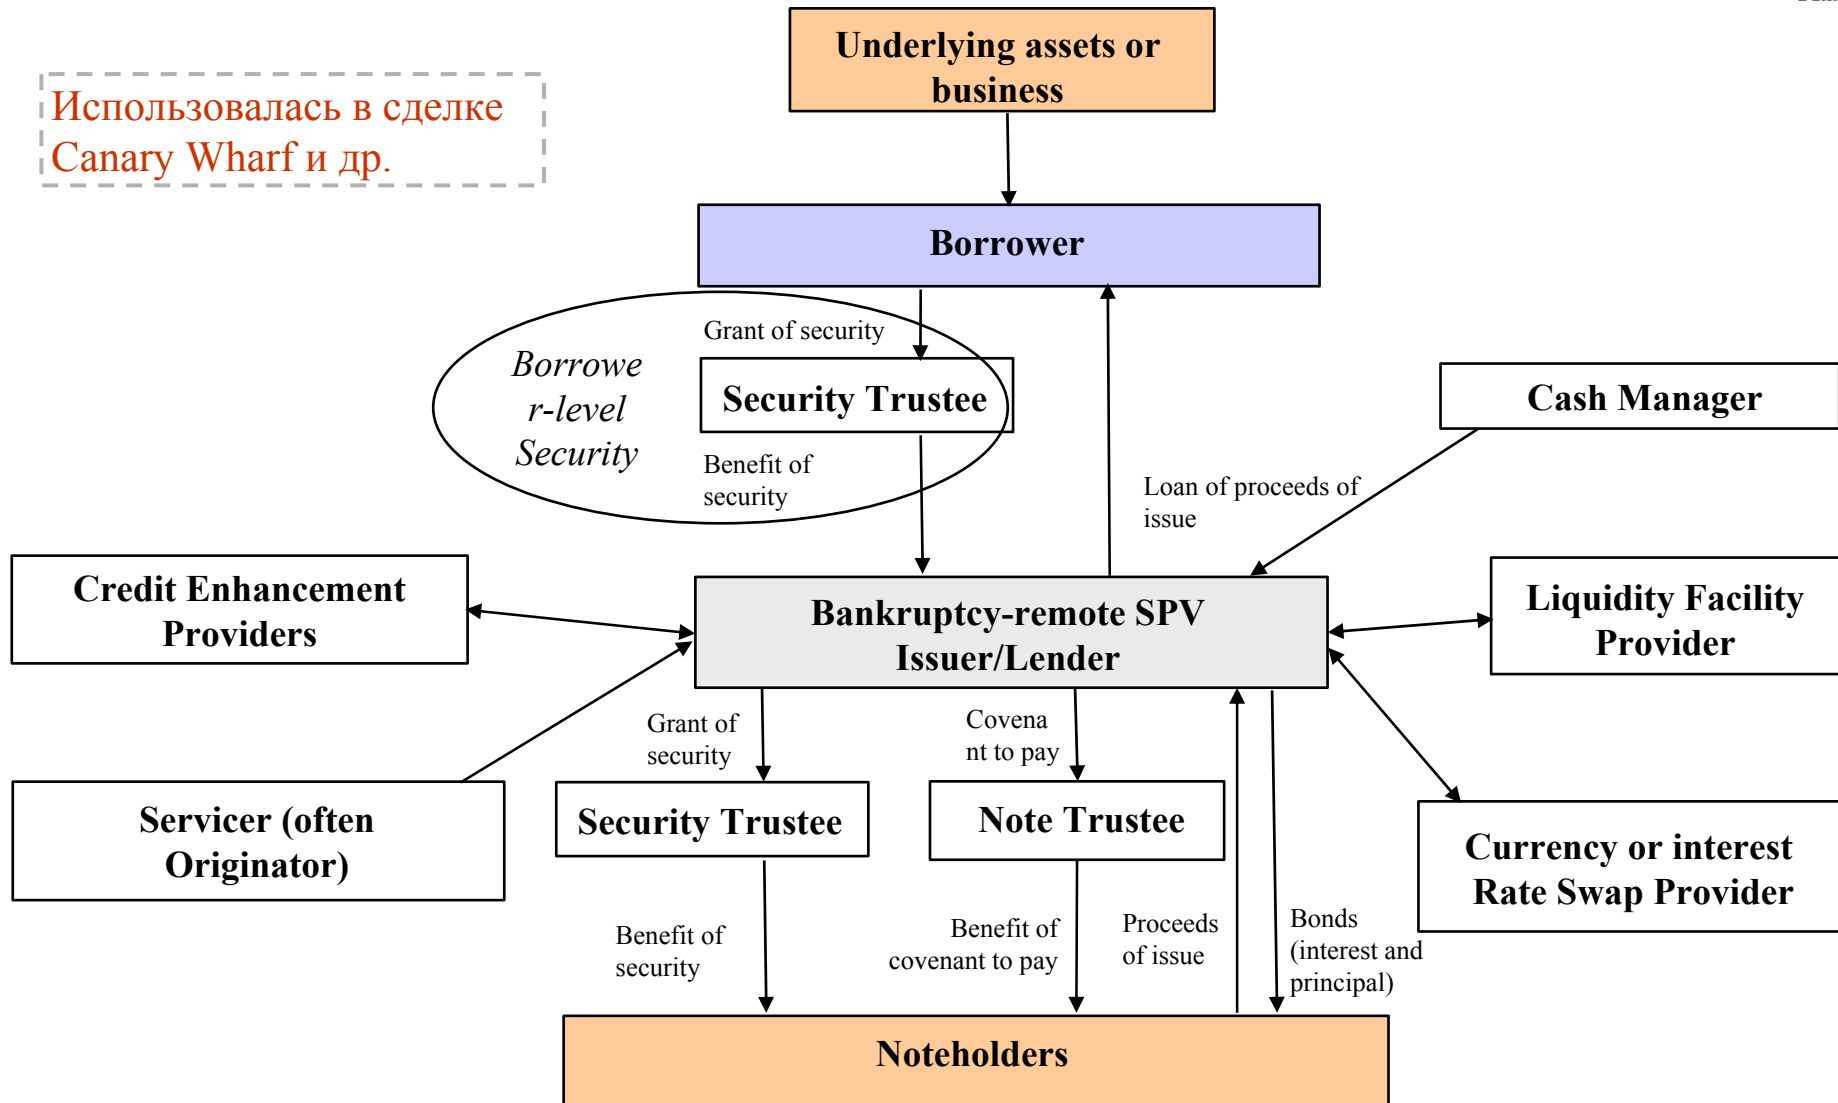 Underlying assets or
business
Использовалась в сделке
Canary Wharf и др.
Borrower
Grant of security
Borrowe
r-level
Security
Security Trustee
Benefit of
security
Cash Manager
Loan of proceeds of
issue
Credit Enhancement
Providers
Bankruptcy-remote SPV
Issuer/Lender
Liquidity Facility
Provider
Grant of
security
Covena
nt to pay
Servicer (often
Originator)
Security Trustee
Note Trustee
Currency or interest
Rate Swap Provider
Benefit of
security
Benefit of
covenant to pay
Proceeds
of issue
Bonds
(interest and
principal)
Noteholders